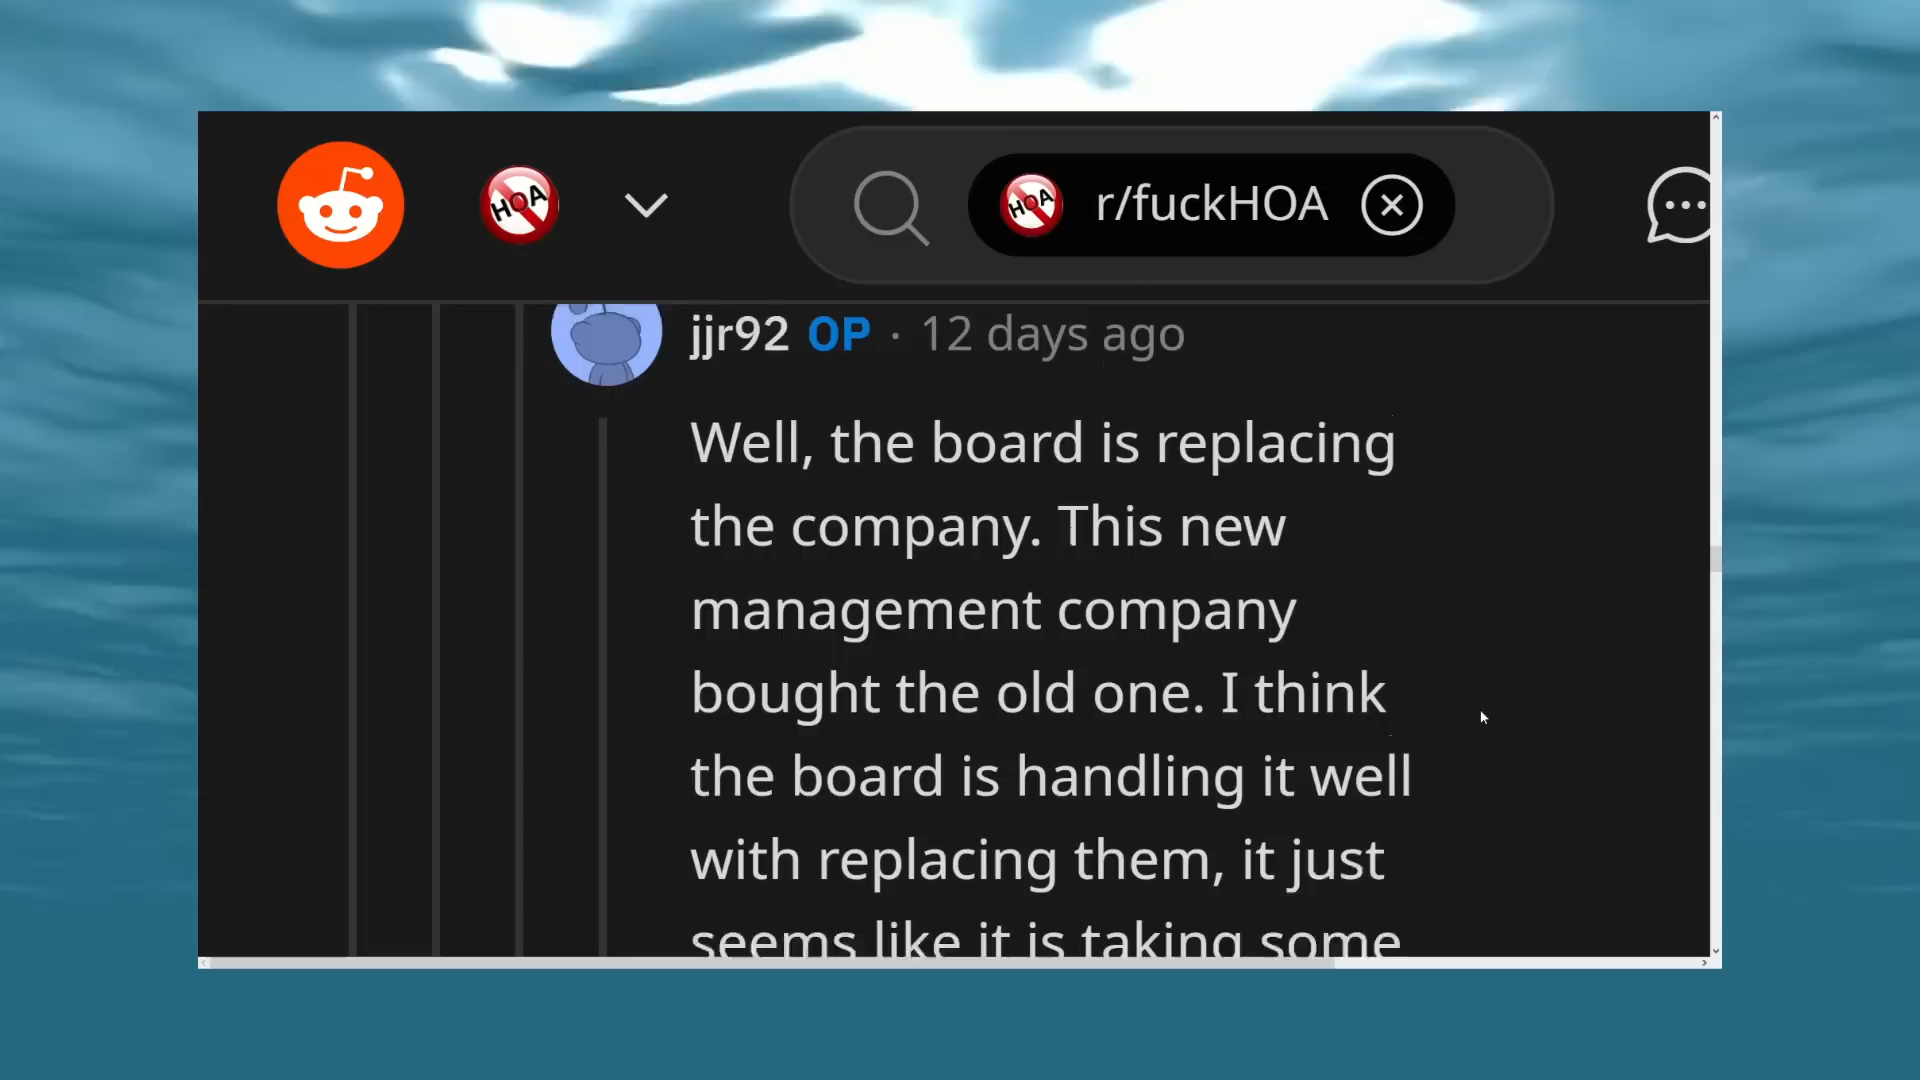 HOA
HOA r/fuckHOA
jjr92 OP · 12 days ago
Well, the board is replacing
the company. This new
management company
bought the old one. I think
the board is handling it well
with replacing them, it just
seems like it is taking some